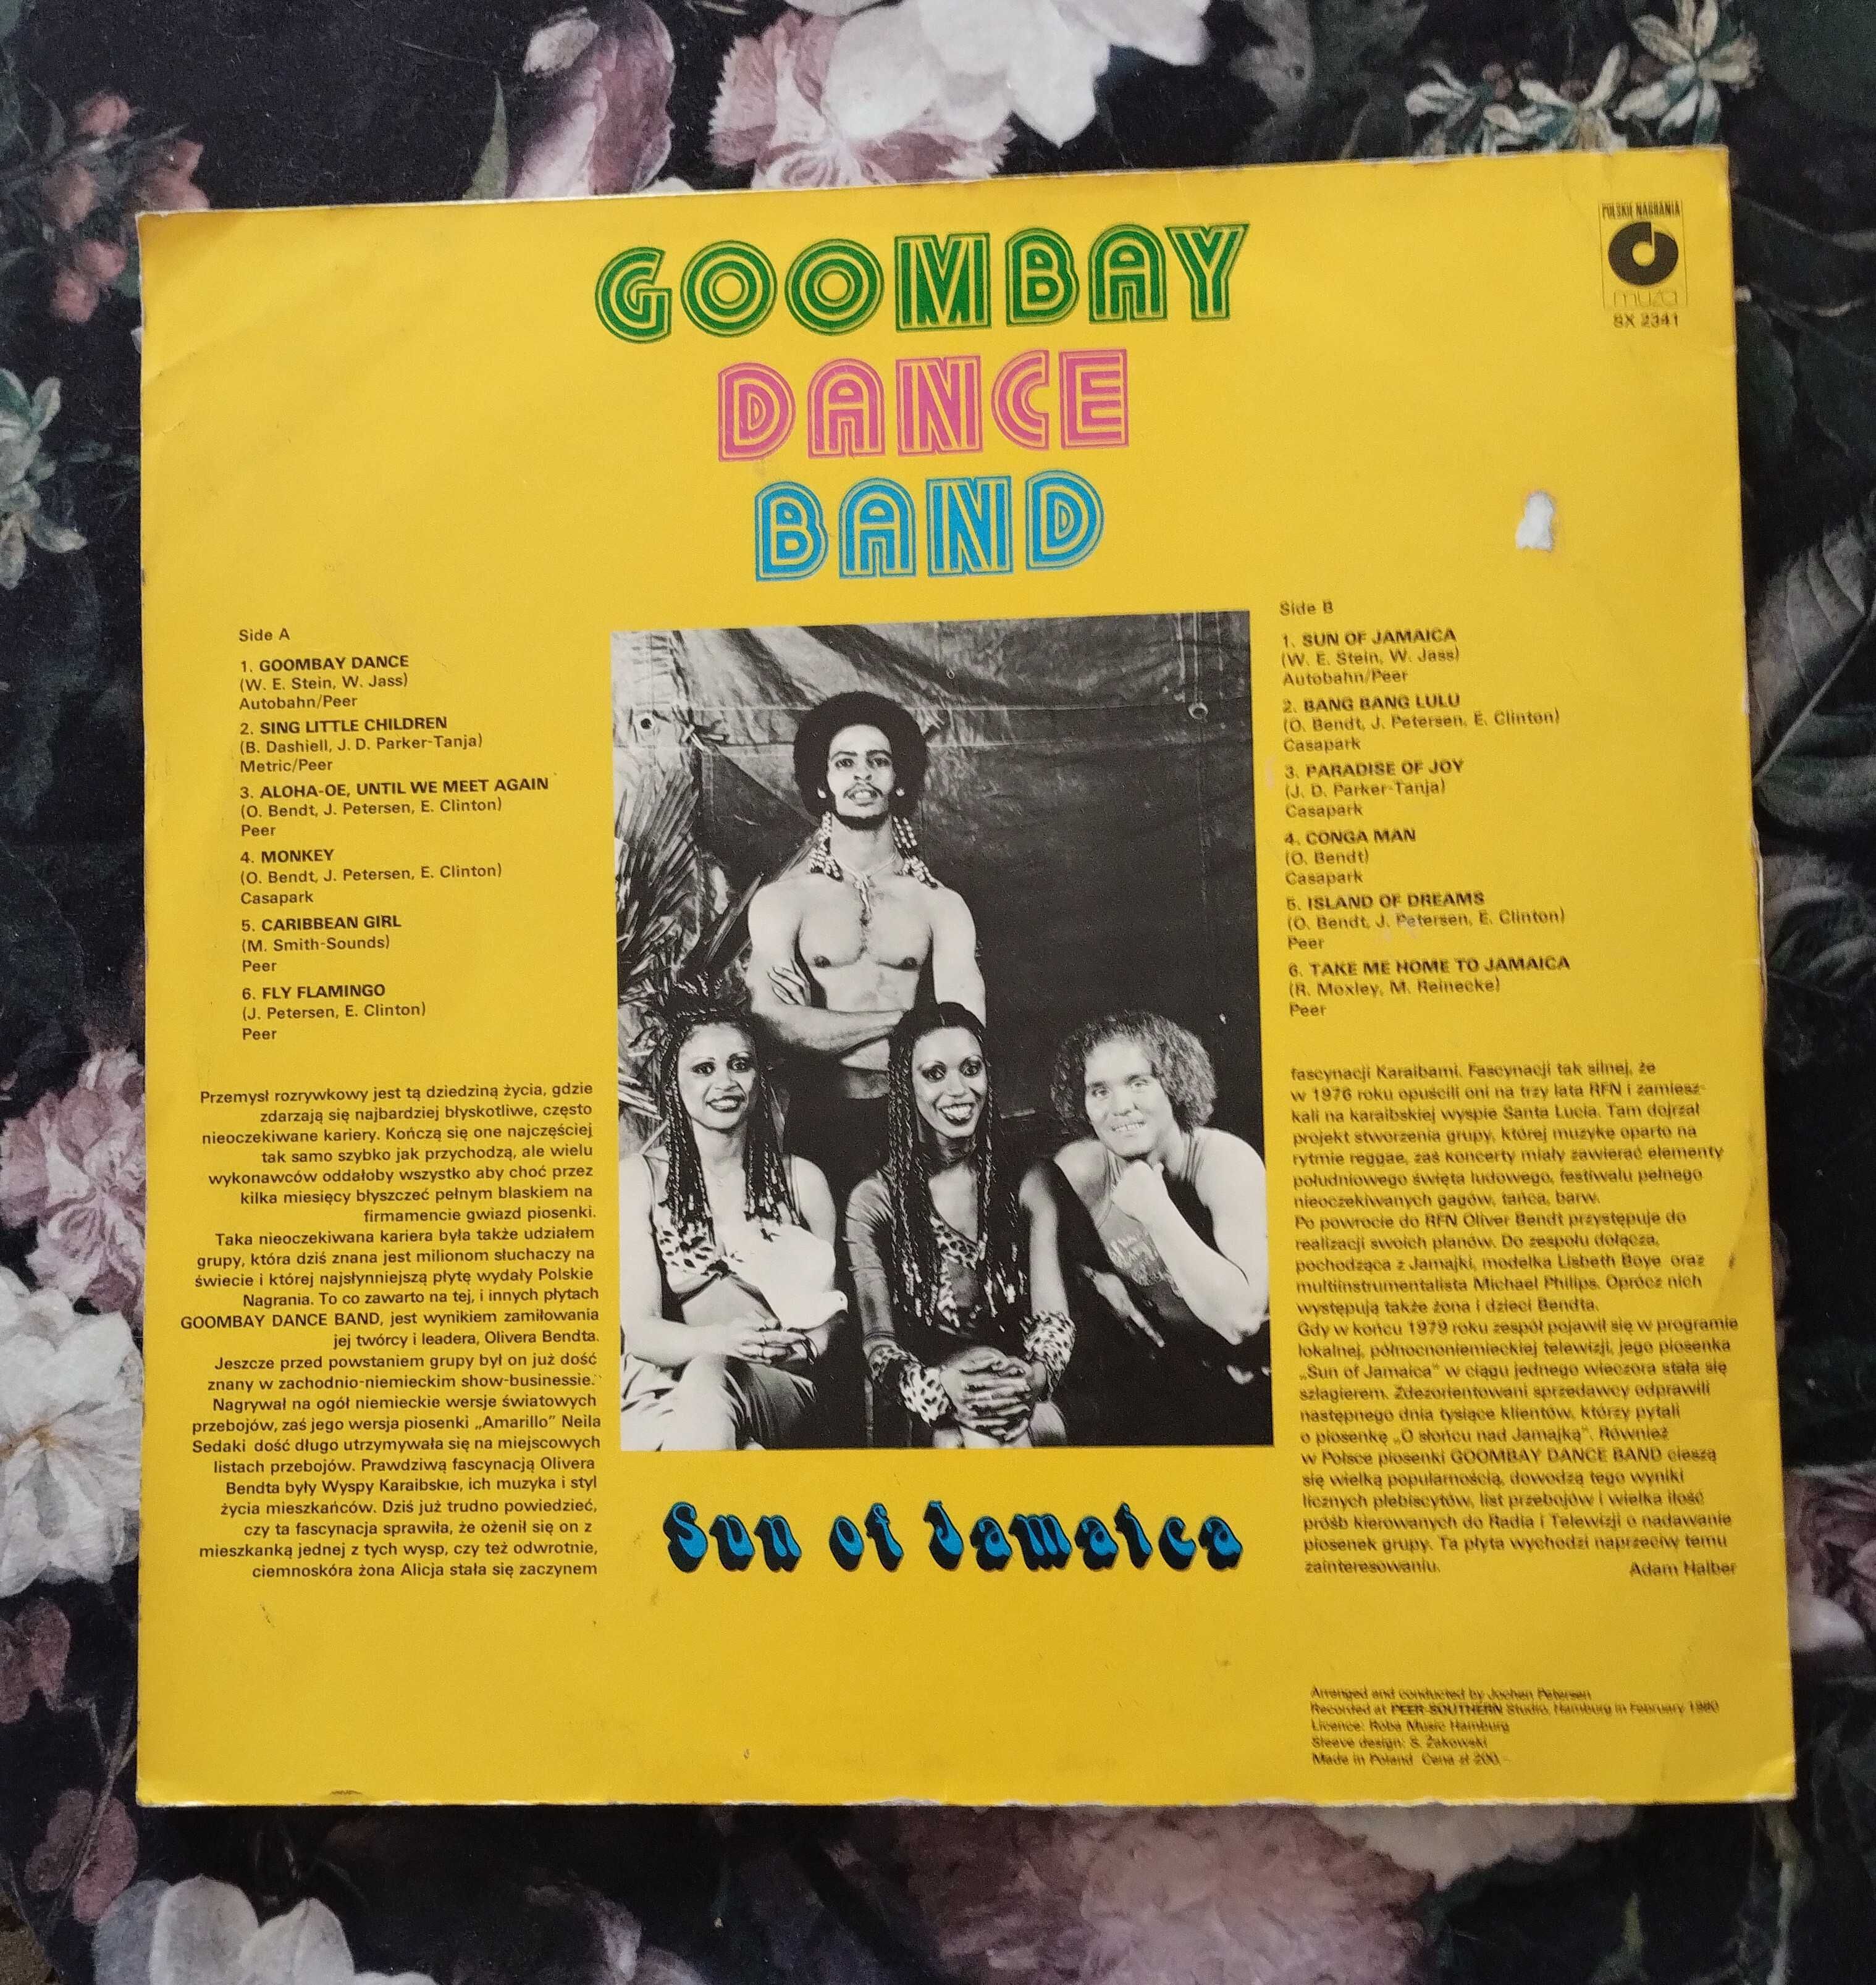 POLSKIE NAGRANIA
muza
SX 2341
GOOMBAY
DANCE
BAND
Side A
1. GOOMBAY DANCE
(W. E. Stein, W. Jass)
Autobahn/Peer
2. SING LITTLE CHILDREN
(B. Dashiell, J. D. Parker-Tanja)
Metric/Peer
3. ALOHA-OE, UNTIL WE MEET AGAIN
(O. Bendt, J. Petersen, E. Clinton)
Peer
4. MONKEY
(O. Bendt, J. Petersen, E. Clinton)
Casapark
5. CARIBBEAN GIRL
(M. Smith-Sounds)
Peer
6. FLY FLAMINGO
(J. Petersen, E. Clinton)
Peer
Side B
1. SUN OF JAMAICA
(W. E. Stein, W. Jass)
Autobahn/Peer
2. BANG BANG LULU
(O. Bendt, J. Petersen, E. Clinton)
Casapark
3. PARADISE OF JOY
(J. D. Parker-Tanja)
Casapark
4. CONGA MAN
(O. Bendt)
Casapark
5. ISLAND OF DREAMS
(O. Bendt, J. Petersen, E. Clinton)
Peer
6. TAKE ME HOME TO JAMAICA
(R. Moxley, M. Reinecke)
Peer
Przemysł rozrywkowy jest tą dziedziną życia, gdzie
zdarzają się najbardziej błyskotliwe, często
nieoczekiwane kariery. Kończą się one najczęściej
tak samo szybko jak przychodzą, ale wielu
wykonawców oddałoby wszystko aby choć przez
kilka miesięcy błyszczeć pełnym blaskiem na
firmamencie gwiazd piosenki.
Taka nieoczekiwana kariera była także udziałem
grupy, która dziś znana jest milionom słuchaczy na
świecie i której najsłynniejszą płytę wydały Polskie
Nagrania. To co zawarto na tej, i innych płytach
GOOMBAY DANCE BAND, jest wynikiem zamiłowania
jej twórcy i leadera, Olivera Bendta.
Jeszcze przed powstaniem grupy był on już dość
znany w zachodnio-niemieckim show-businessie.
Nagrywał na ogół niemieckie wersje światowych
przebojów, zaś jego wersja piosenki „Amarillo” Neila
Sedaki dość długo utrzymywała się na miejscowych
listach przebojów. Prawdziwą fascynacją Olivera
Bendta były Wyspy Karaibskie, ich muzyka i styl
życia mieszkańców. Dziś już trudno powiedzieć,
czy ta fascynacja sprawiła, że ożenił się on z
mieszkanką jednej z tych wysp, czy też odwrotnie,
ciemnoskóra żona Alicja stała się zaczynem
fascynacji Karaibami. Fascynacji tak silnej, że
w 1976 roku opuścili oni na trzy lata RFN i zamiesz-
kali na karaibskiej wyspie Santa Lucia. Tam dojrzał
projekt stworzenia grupy, której muzykę oparto na
rytmie reggae, zaś koncerty miały zawierać elementy
południowego święta ludowego, festiwalu pełnego
nieoczekiwanych gagów, tańca, barw.
Po powrocie do RFN Oliver Bendt przystępuje do
realizacji swoich planów. Do zespołu dołącza,
pochodząca z Jamajki, modelka Lisbeth Boye oraz
multiinstrumentalista Michael Philips. Oprócz nich
występują także żona i dzieci Bendta.
Gdy w końcu 1979 roku zespół pojawił się w programie
lokalnej, północnoniemieckiej telewizji, jego piosenka
„Sun of Jamaica” w ciągu jednego wieczora stała się
szlagierem. Zdezorientowani sprzedawcy odprawili
następnego dnia tysiące klientów, którzy pytali
o piosenkę „O słońcu nad Jamajką”. Również
w Polsce piosenki GOOMBAY DANCE BAND cieszą
się wielką popularnością, dowodzą tego wyniki
licznych plebiscytów, list przebojów i wielka ilość
próśb kierowanych do Radia i Telewizji o nadawanie
piosenek grupy. Ta płyta wychodzi naprzeciw temu
zainteresowaniu.
Adam Halber
Sun of Jamaica
Arranged and conducted by Jochen Petersen
Recorded at PEER-SOUTHERN Studio, Hamburg in February 1980
Licence: Roba Music Hamburg
Sleeve design: S. Żakowski
Made in Poland Cena zł 200,-